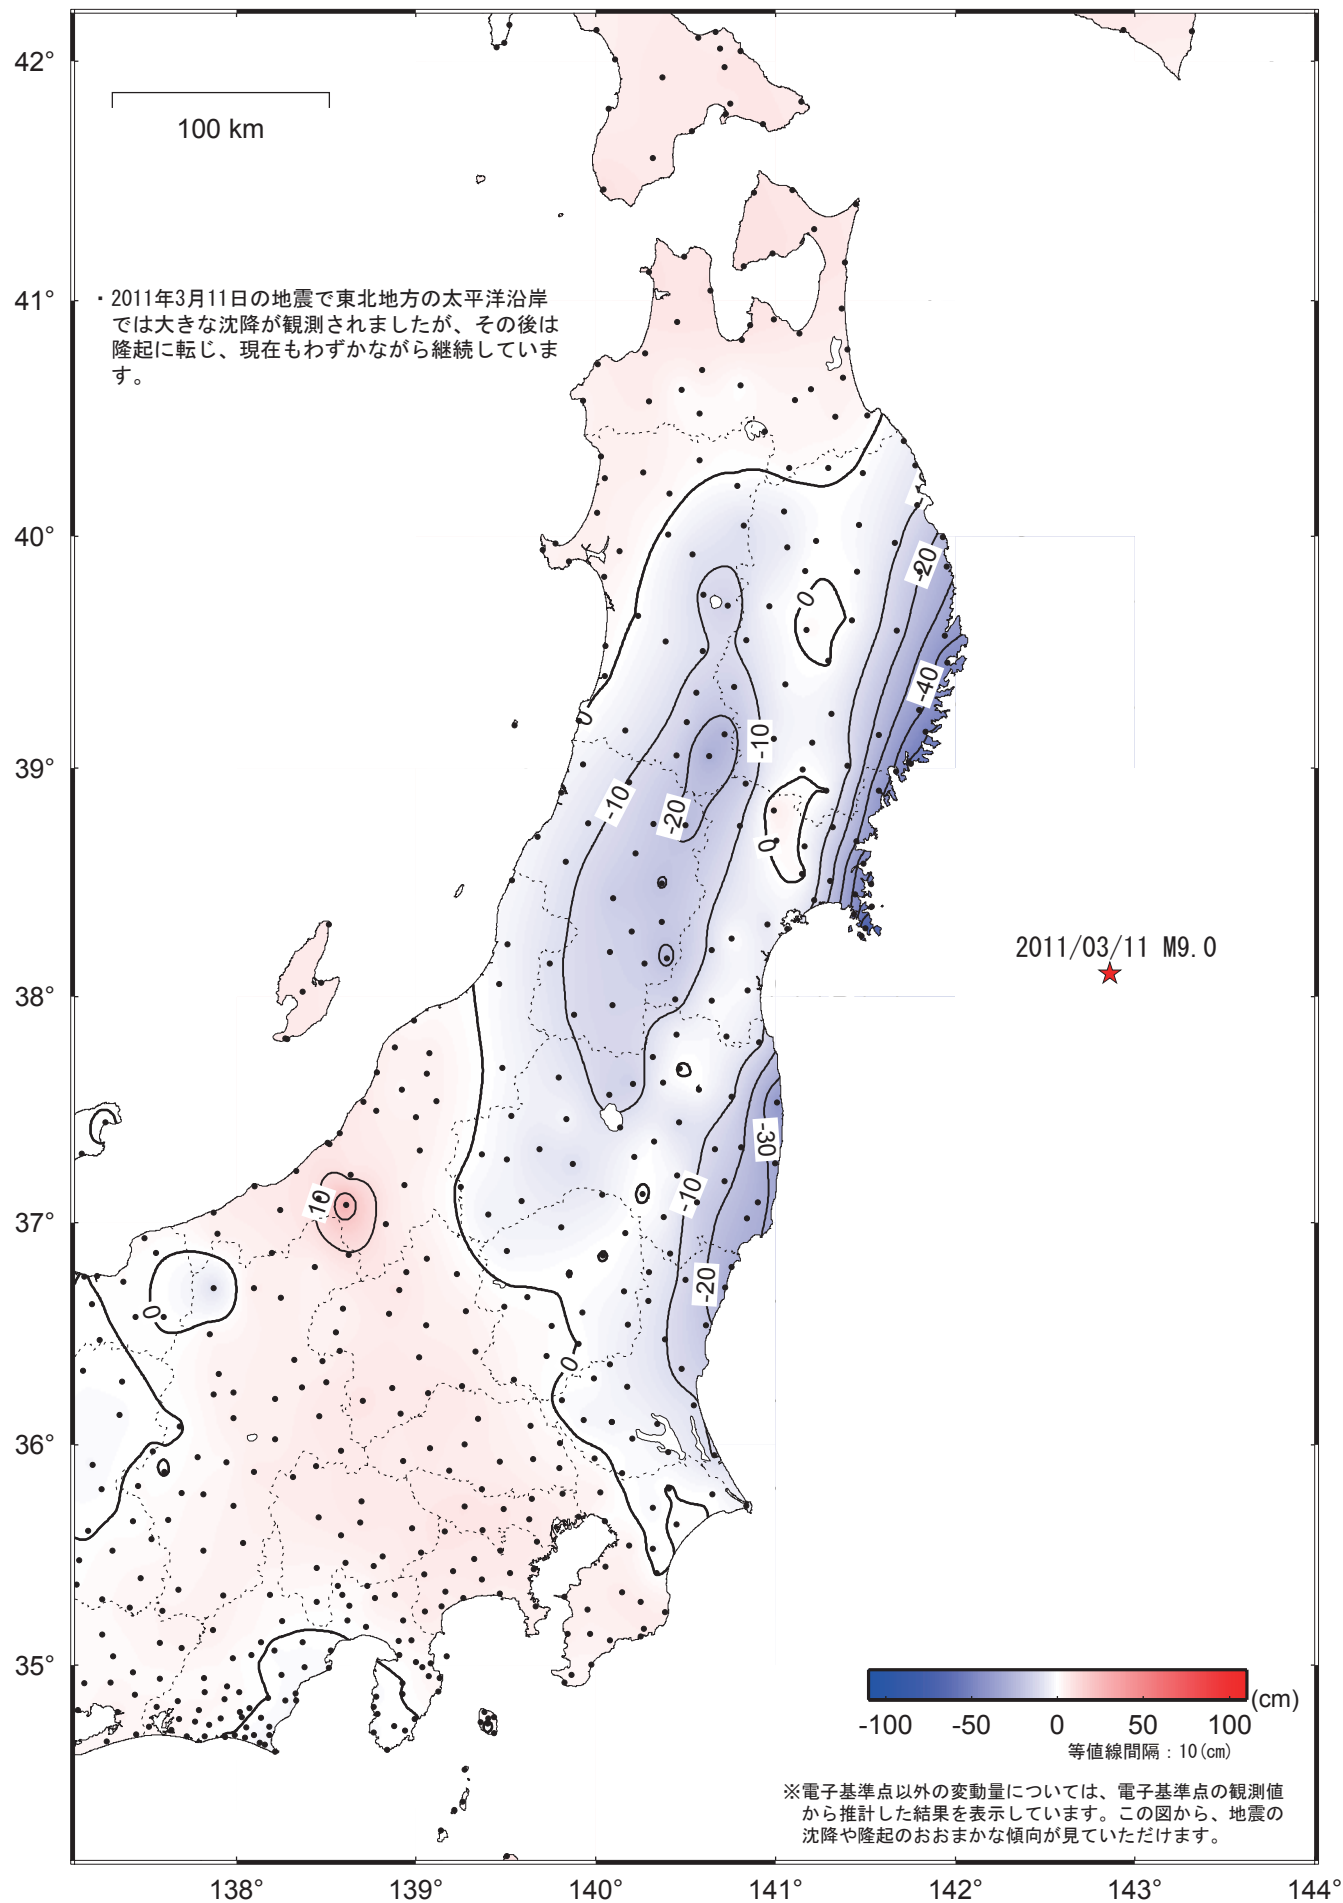 42°
100 km
41°
・2011年3月11日の地震で東北地方の太平洋沿岸
では大きな沈降が観測されましたが、その後は
隆起に転じ、現在もわずかながら継続していま
す。
40°
-20
0
-40
0
-10
39°
-10
-20
0
2011/03/11 M9.0
38°
-30
-10
10
37°
-20
0
0
36°
35°
(cm)
-100 -50 0 50 100
等値線間隔：10(cm)
※電子基準点以外の変動量については、電子基準点の観測値
から推計した結果を表示しています。この図から、地震の
沈降や隆起のおおまかな傾向が見ていただけます。
138° 139° 140° 141° 142° 143° 144°